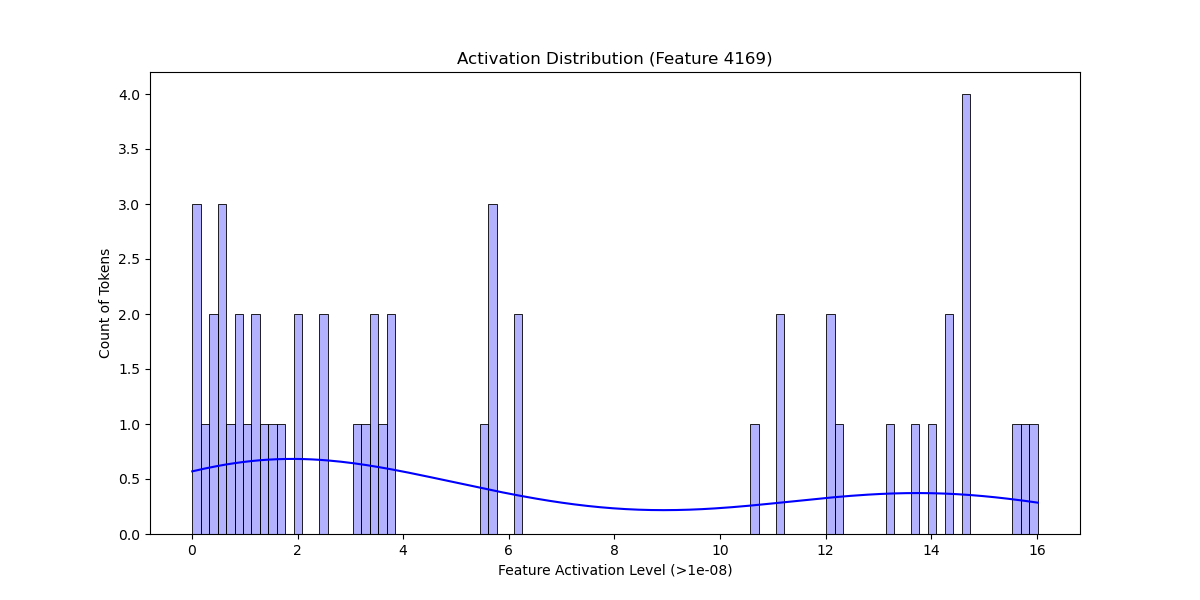 Activation Distribution (Feature 4169)
4.0
3.5
3.0
2.5
2.0
1.5
1.0
0.5
0.0
Count of Tokens
0 2 4 6 8 10 12 14 16
Feature Activation Level (>1e-08)